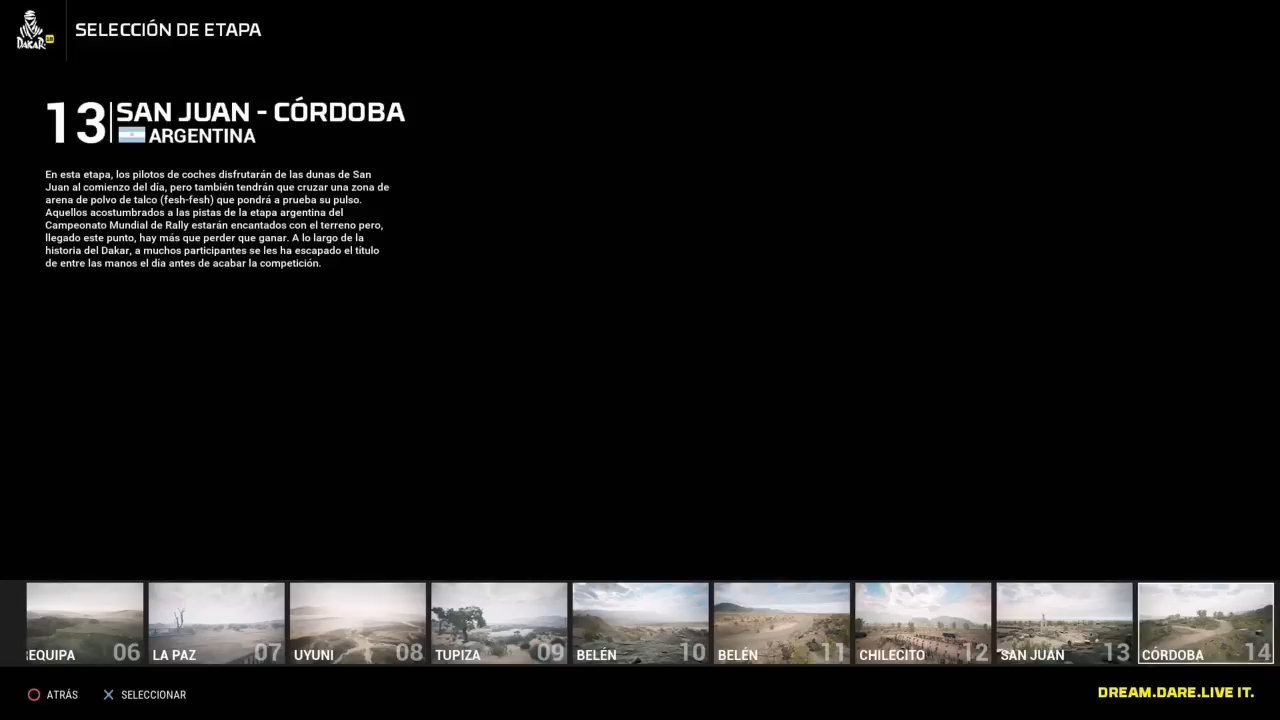 DAKAR 18
SELECCIÓN DE ETAPA
13
SAN JUAN - CÓRDOBA
ARGENTINA
En esta etapa, los pilotos de coches disfrutarán de las dunas de San
Juan al comienzo del día, pero también tendrán que cruzar una zona de
arena de polvo de talco (fesh-fesh) que pondrá a prueba su pulso.
Aquellos acostumbrados a las pistas de la etapa argentina del
Campeonato Mundial de Rally estarán encantados con el terreno pero,
llegado este punto, hay más que perder que ganar. A lo largo de la
historia del Dakar, a muchos participantes se les ha escapado el título
de entre las manos el día antes de acabar la competición.
EQUIPA 06
LA PAZ 07
UYUNI 08
TUPIZA 09
BELÉN 10
BELÉN 11
CHILECITO 12
SAN JUAN 13
CÓRDOBA 14
ATRÁS
SELECCIONAR
DREAM.DARE.LIVE IT.